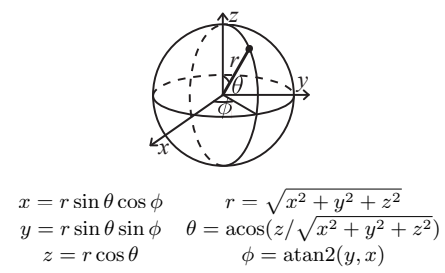 z
r
θ
y
φ
x
x = r sin θ cos φ r = √x² + y² + z²
y = r sin θ sin φ θ = acos(z/√x² + y² + z²)
z = r cos θ φ = atan2(y, x)